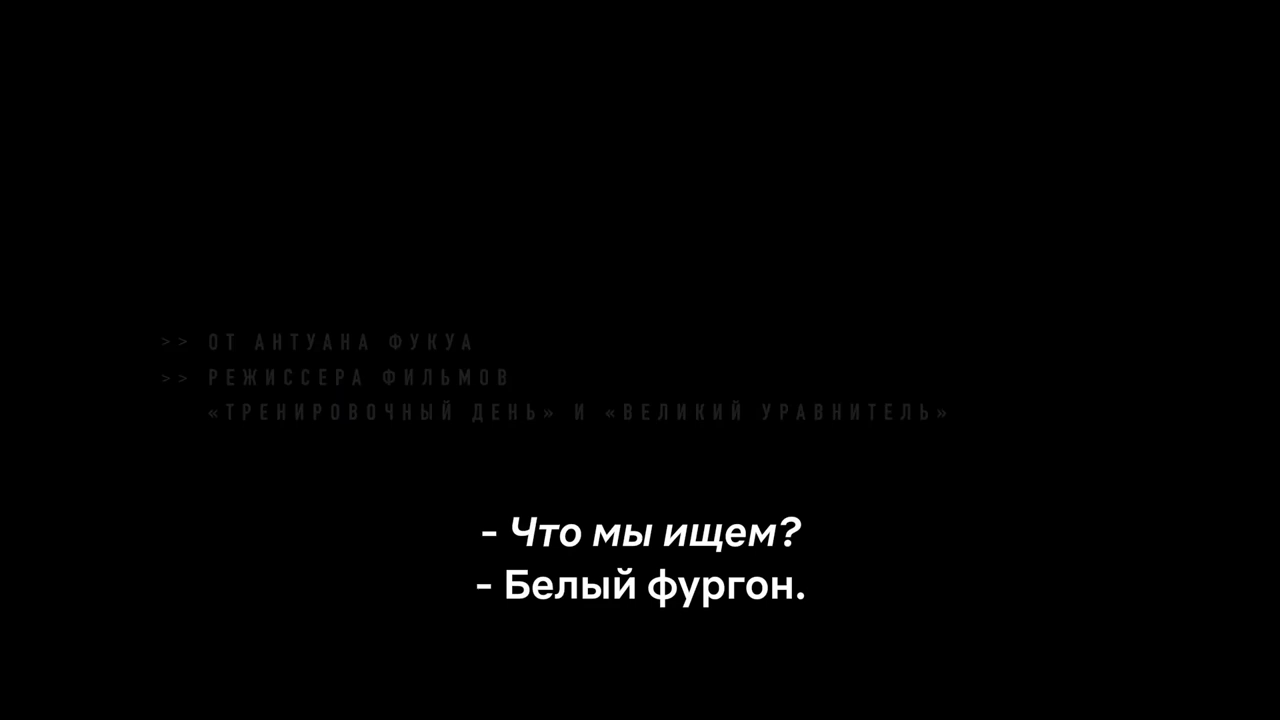 >> ОТ АНТУАНА ФУКУА
>> РЕЖИССЕРА ФИЛЬМОВ
«ТРЕНИРОВОЧНЫЙ ДЕНЬ» И «ВЕЛИКИЙ УРАВНИТЕЛЬ»
- Что мы ищем?
- Белый фургон.